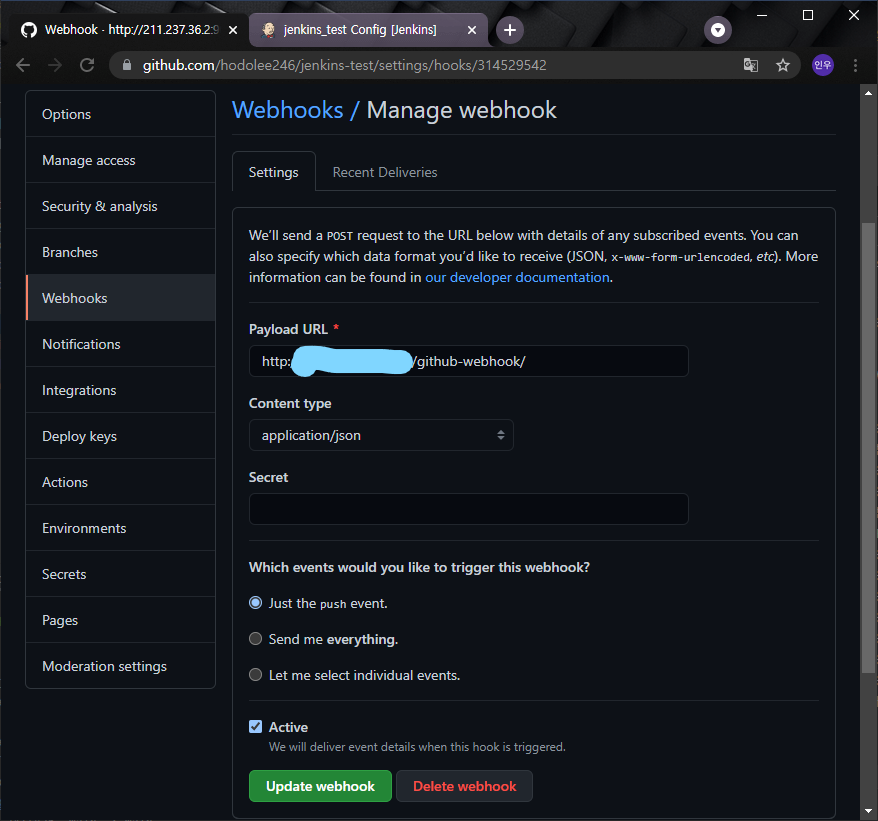 Webhook · http://211.237.36.2:9
jenkins_test Config [Jenkins]
github.com/hodolee246/jenkins-test/settings/hooks/314529542
인우
Options
Manage access
Security & analysis
Branches
Webhooks
Notifications
Integrations
Deploy keys
Actions
Environments
Secrets
Pages
Moderation settings
Webhooks / Manage webhook
Settings
Recent Deliveries
We'll send a POST request to the URL below with details of any subscribed events. You can
also specify which data format you'd like to receive (JSON, x-www-form-urlencoded, etc). More
information can be found in our developer documentation.
Payload URL *
http: /github-webhook/
Content type
application/json
Secret
Which events would you like to trigger this webhook?
Just the push event.
Send me everything.
Let me select individual events.
Active
We will deliver event details when this hook is triggered.
Update webhook
Delete webhook